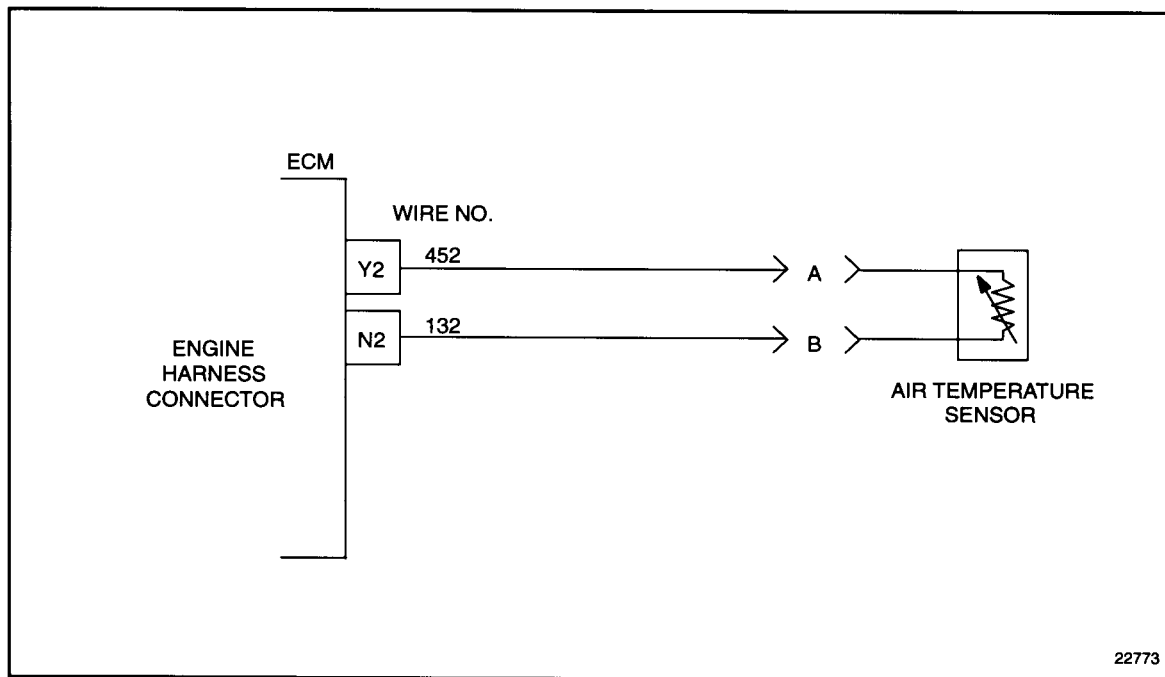 ECM
WIRE NO.
Y2
452
A
N2
132
B
ENGINE
HARNESS
CONNECTOR
AIR TEMPERATURE
SENSOR
22773